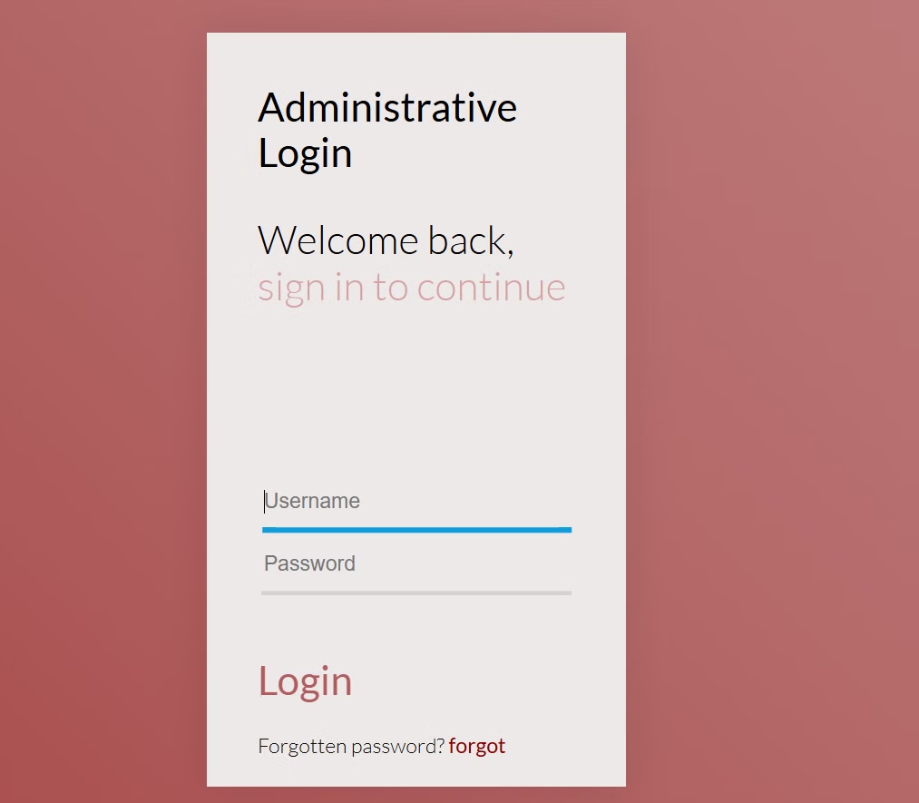 Administrative
Login
Welcome back,
sign in to continue
Username
Password
Login
Forgotten password? forgot